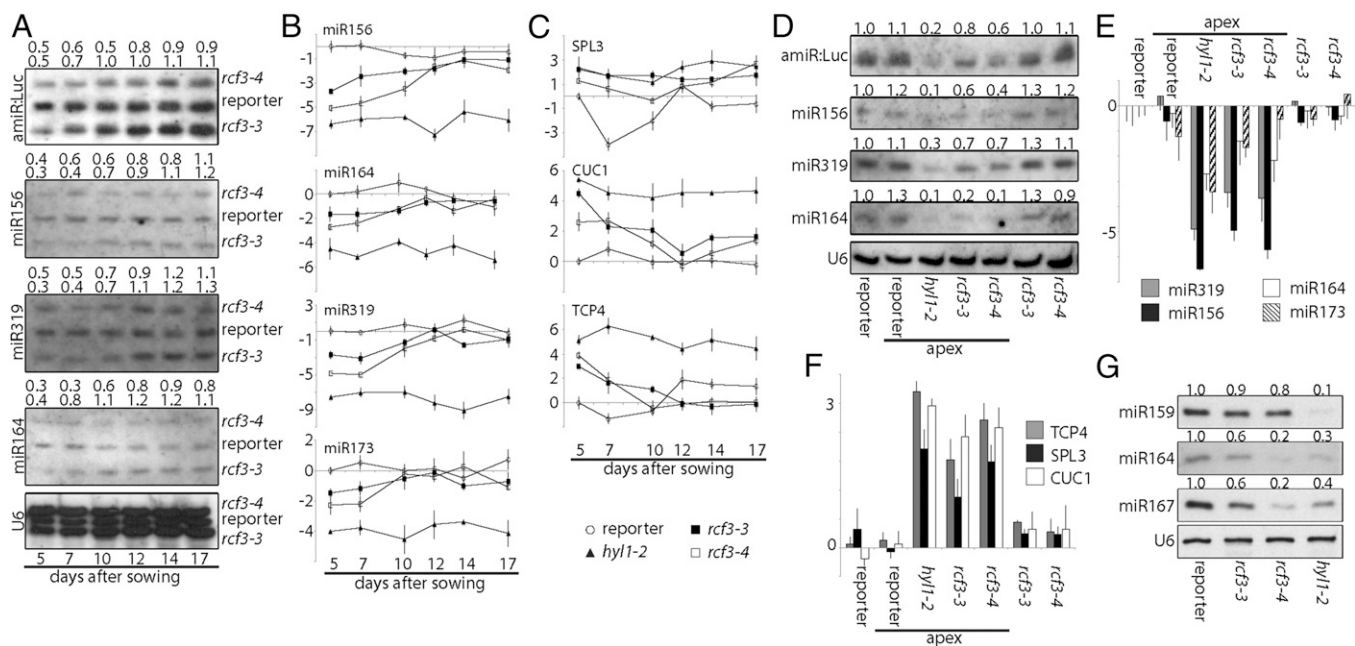 A
0.5 0.6 1.0 0.8 0.9 0.9
0.5 0.7 1.0 1.0 1.1 1.1
amiR:Luc
rcf3-4
reporter
rcf3-3
0.4 0.6 0.6 0.8 0.8 1.1
0.3 0.4 0.7 0.9 1.1 1.2
miR156
rcf3-4
reporter
rcf3-3
0.5 0.5 0.7 0.9 1.2 1.1
0.3 0.4 0.7 1.1 1.2 1.3
miR319
rcf3-4
reporter
rcf3-3
0.3 0.3 0.6 0.8 0.9 0.8
0.4 0.8 1.1 1.2 1.2 1.1
miR164
rcf3-4
reporter
rcf3-3
U6
rcf3-4
reporter
rcf3-3
5 7 10 12 14 17
days after sowing
B
miR156
-1
-3
-5
-7
miR164
0
-2
-4
-6
miR319
-1
-3
-5
-7
-9
miR173
2
0
-2
-4
5 7 10 12 14 17
days after sowing
C
SPL3
3
1
-1
-3
CUC1
6
4
2
0
TCP4
6
4
2
0
5 7 10 12 14 17
days after sowing
reporter
rcf3-3
hyl1-2
rcf3-4
D
1.0 1.1 0.2 0.8 0.6 1.0 1.1
amiR:Luc
1.0 1.2 0.1 0.6 0.4 1.3 1.2
miR156
1.0 1.1 0.3 0.7 0.7 1.3 1.1
miR319
1.0 1.3 0.2 0.1 1.3 0.9
miR164
U6
reporter
reporter
hyl1-2
rcf3-3
rcf3-4
rcf3-3
rcf3-4
apex
E
apex
reporter
reporter
hyl1-2
rcf3-3
rcf3-4
rcf3-3
rcf3-4
0
-5
miR319
miR164
miR156
miR173
F
3
0
TCP4
SPL3
CUC1
reporter
reporter
hyl1-2
rcf3-3
rcf3-4
rcf3-3
rcf3-4
apex
G
1.0 0.9 0.8 0.1
miR159
1.0 0.6 0.2 0.3
miR164
1.0 0.6 0.2 0.4
miR167
U6
reporter
rcf3-3
rcf3-4
hyl1-2